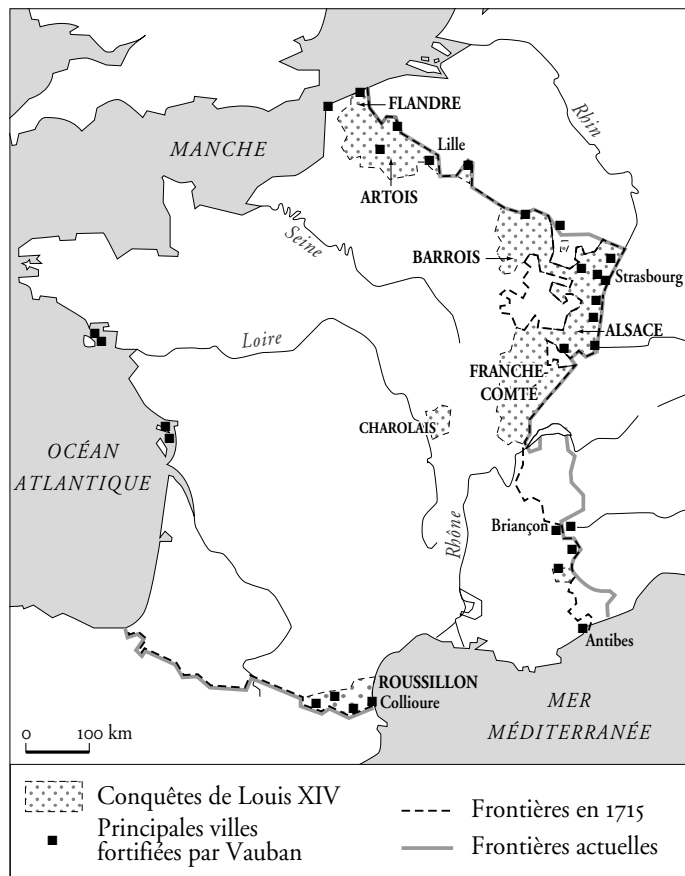 FLANDRE
Rhin
MANCHE
Lille
ARTOIS
Seine
BARROIS
Strasbourg
Loire
ALSACE
FRANCHE-
COMTÉ
CHAROLAIS
OCÉAN
ATLANTIQUE
Briançon
Rhône
Antibes
ROUSSILLON
Collioure
MER
MÉDITERRANÉE
0 100 km
Conquêtes de Louis XIV
Principales villes
fortifiées par Vauban
Frontières en 1715
Frontières actuelles